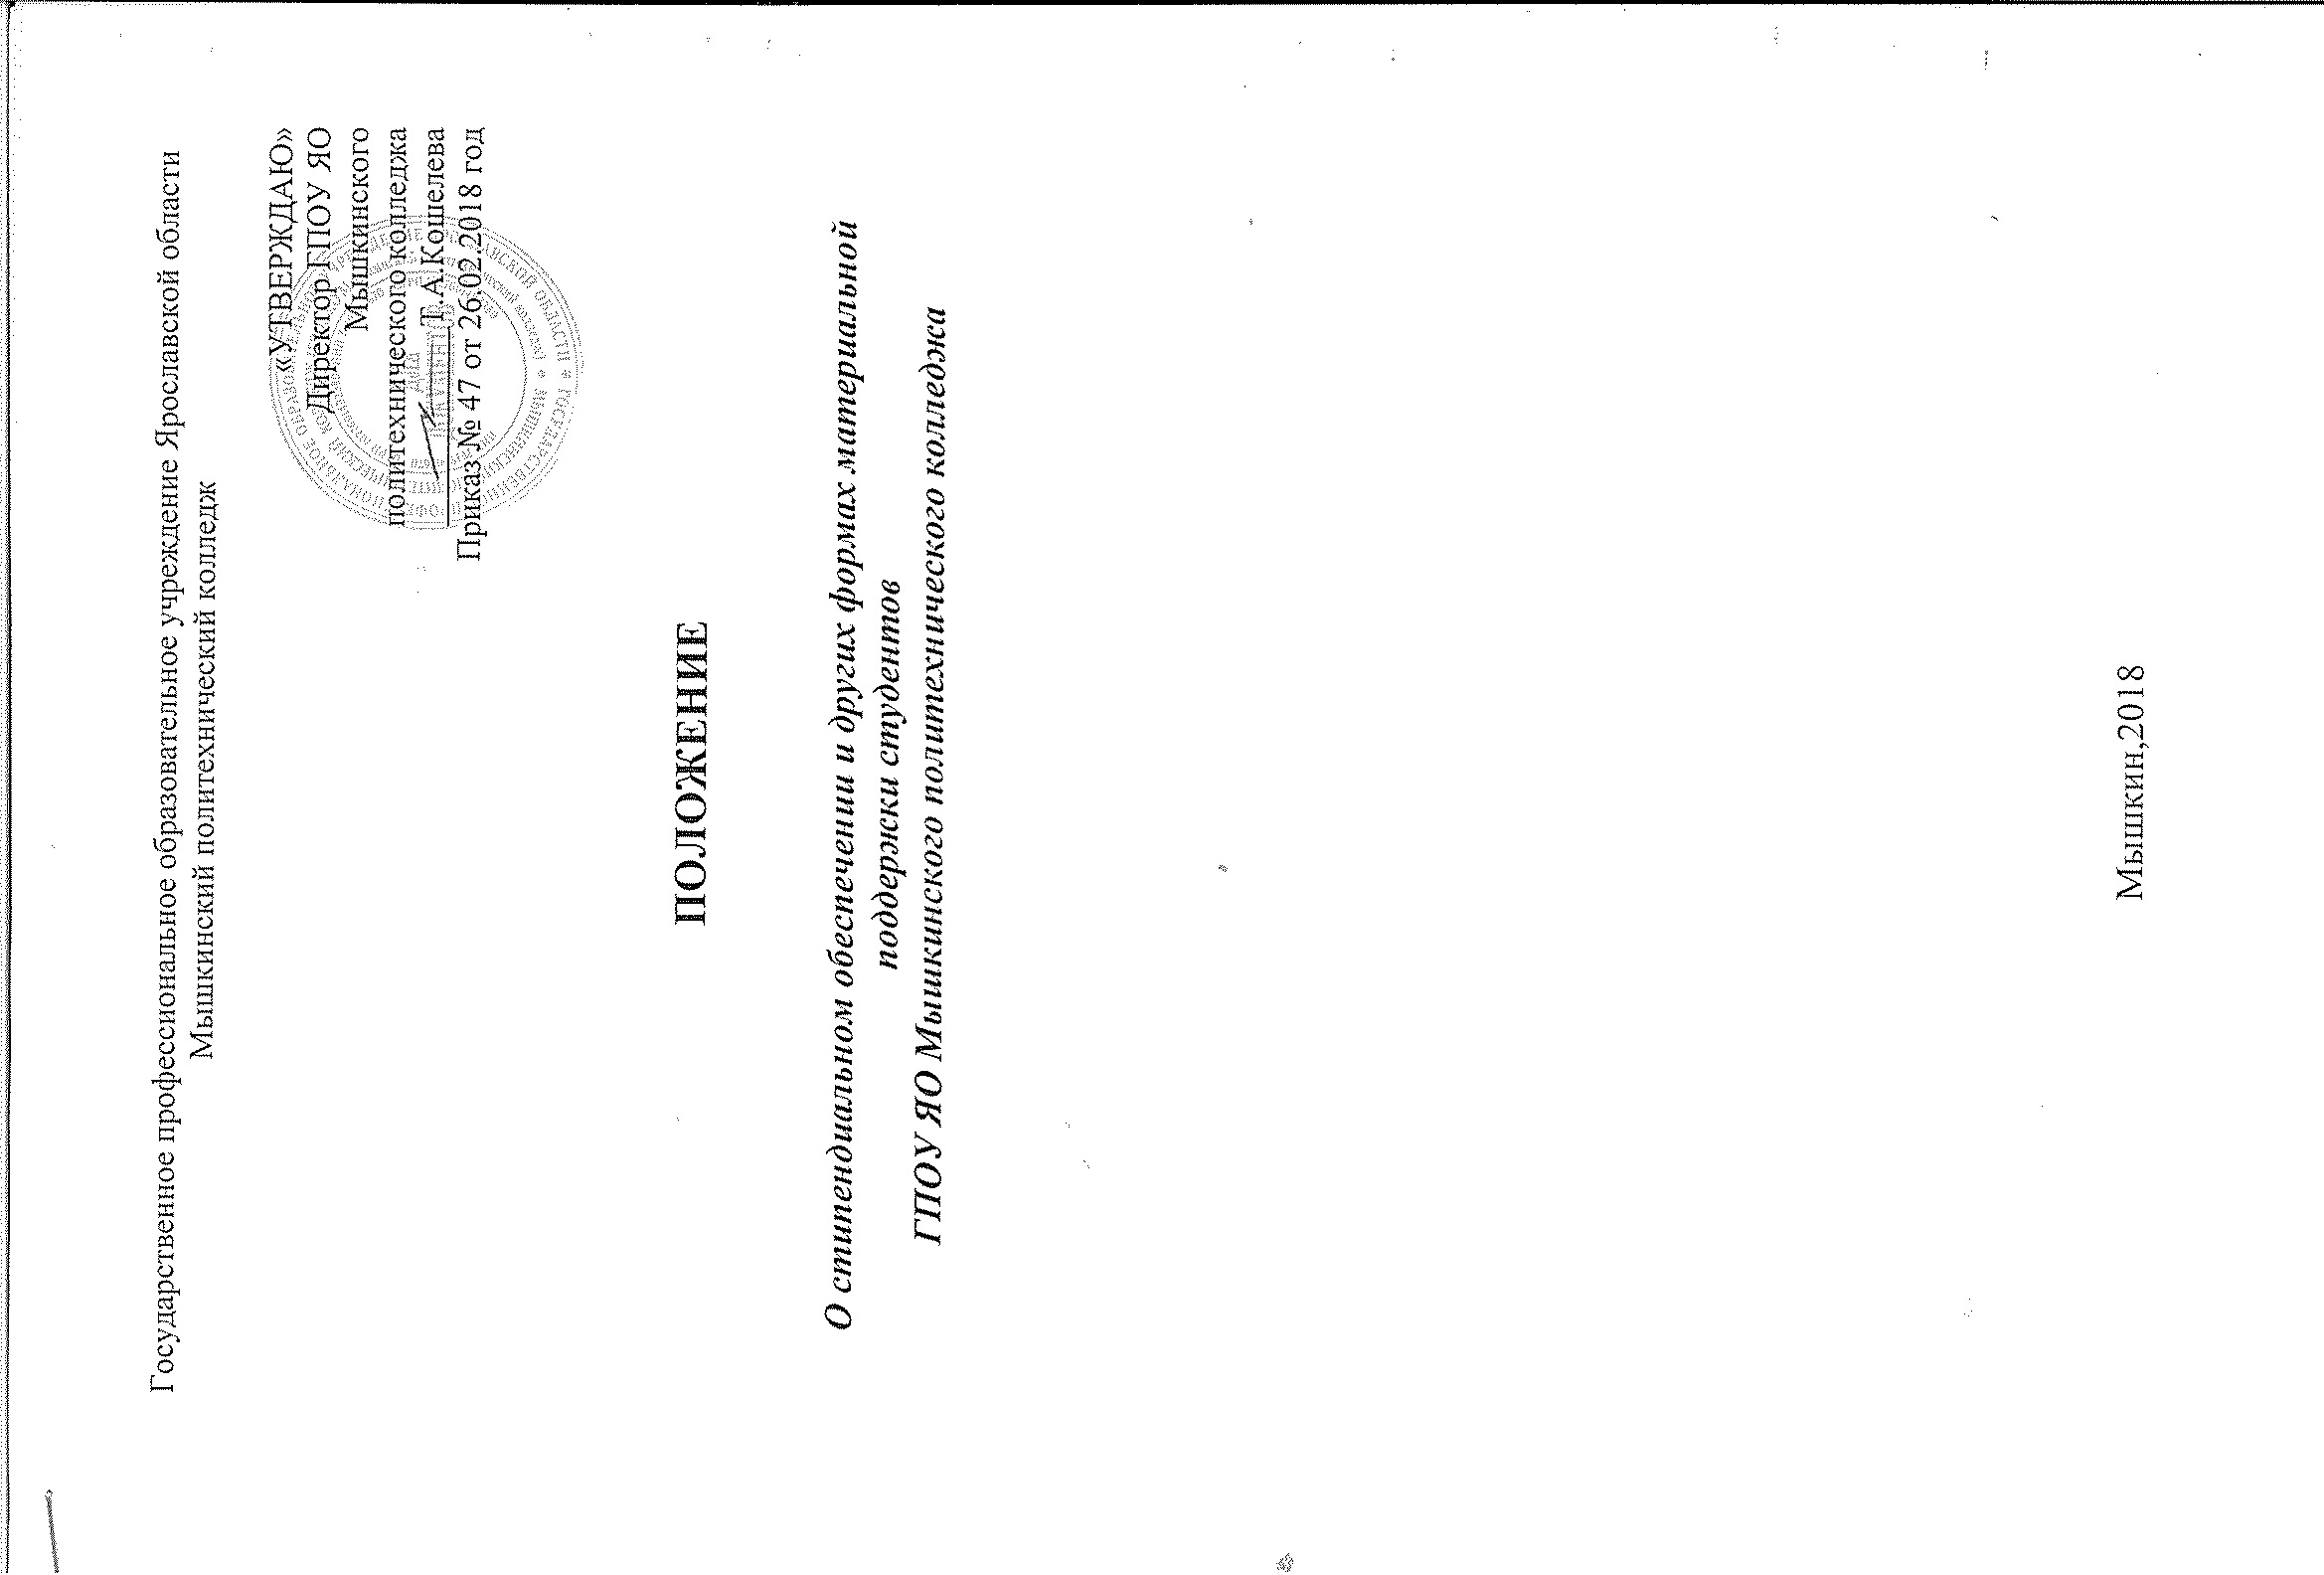 Государственное профессиональное образовательное учреждение Ярославской области
Мышкинский политехнический колледж
«УТВЕРЖДАЮ»
Директор ГПОУ ЯО
Мышкинского
политехнического колледжа
Т.А.Кошелева
Приказ № 47 от 26.02.2018 год
ПОЛОЖЕНИЕ
О стипендиальном обеспечении и других формах материальной
поддержки студентов
ГПОУ ЯО Мышкинского политехнического колледжа
Мышкин,2018